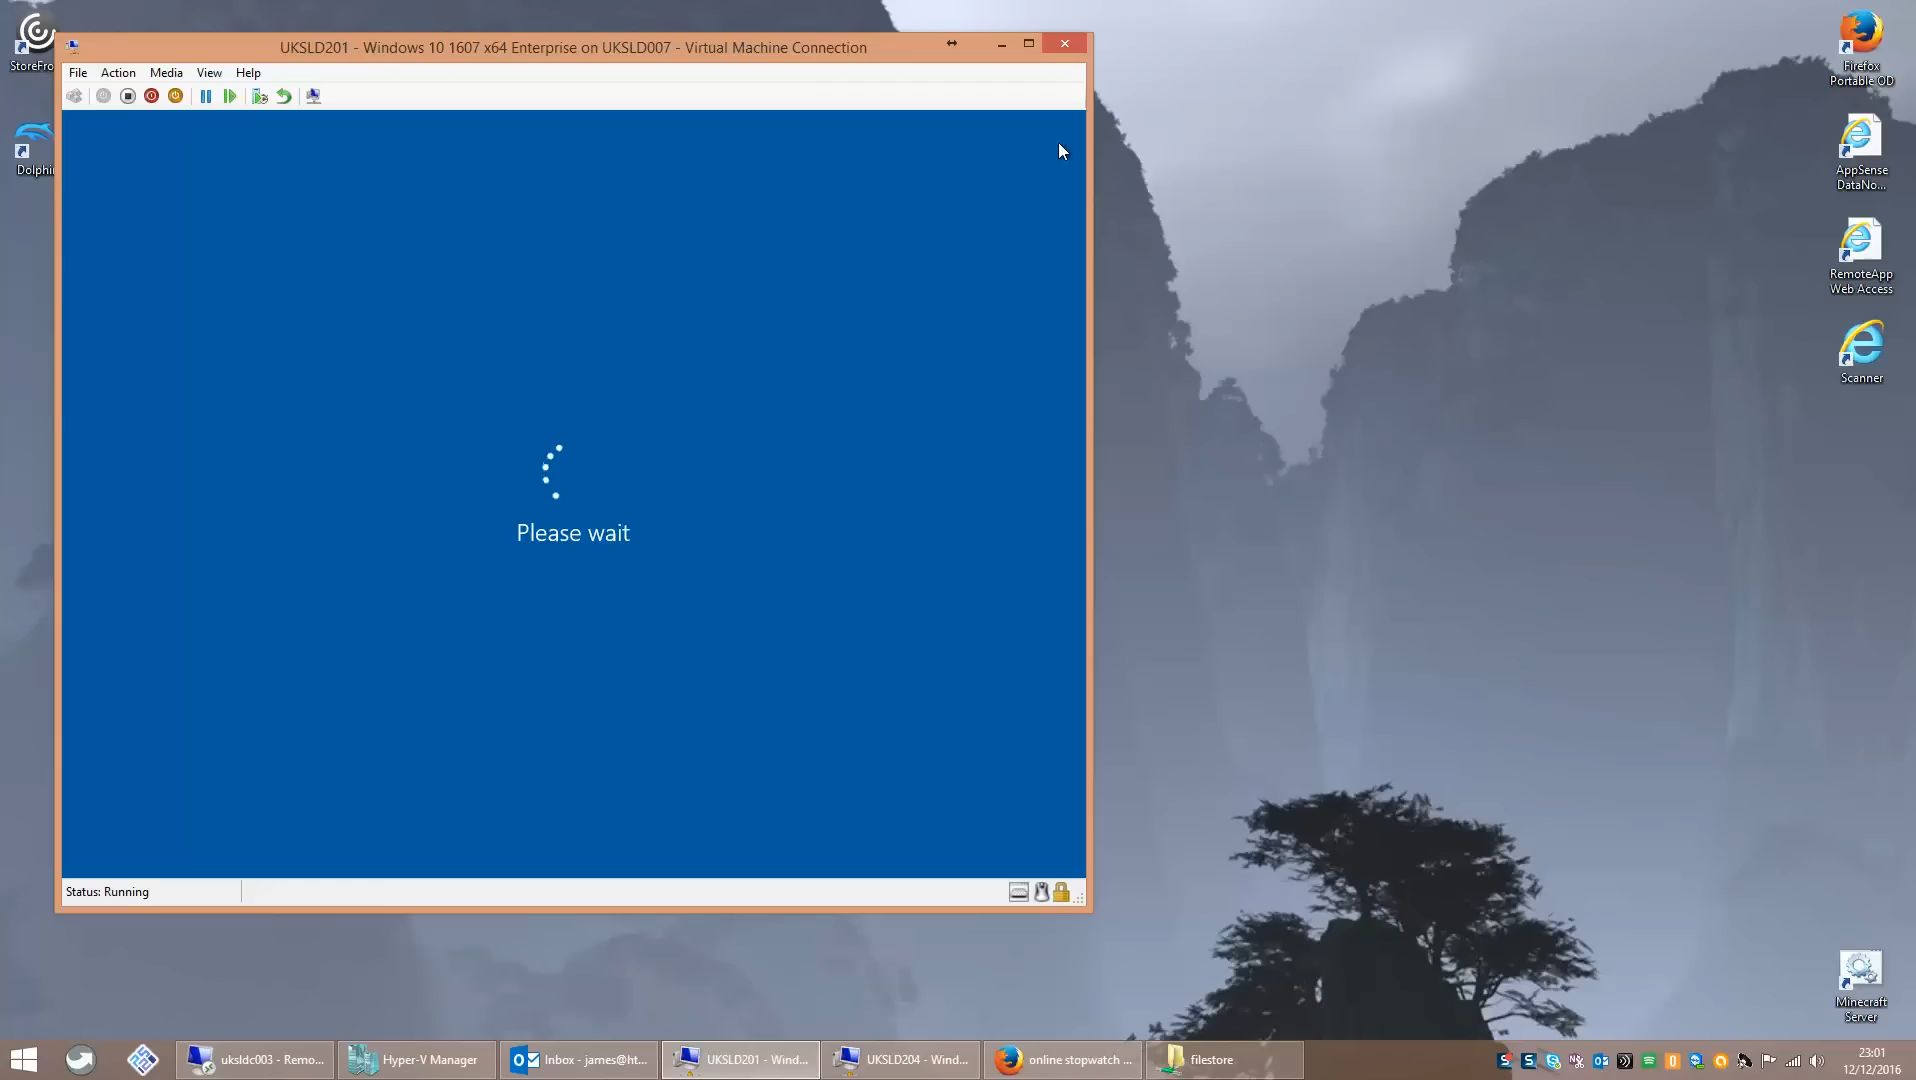 StoreFro
Dolphi
UKSLD201 - Windows 10 1607 x64 Enterprise on UKSLD007 - Virtual Machine Connection
File Action Media View Help
Please wait
Status: Running
Firefox
Portable OD
AppSense
DataNo...
RemoteApp
Web Access
Scanner
Minecraft
Server
uksldc003 - Remo...
Hyper-V Manager
Inbox - james@ht...
UKSLD201 - Wind...
UKSLD204 - Wind...
online stopwatch ...
filestore
23:01
12/12/2016